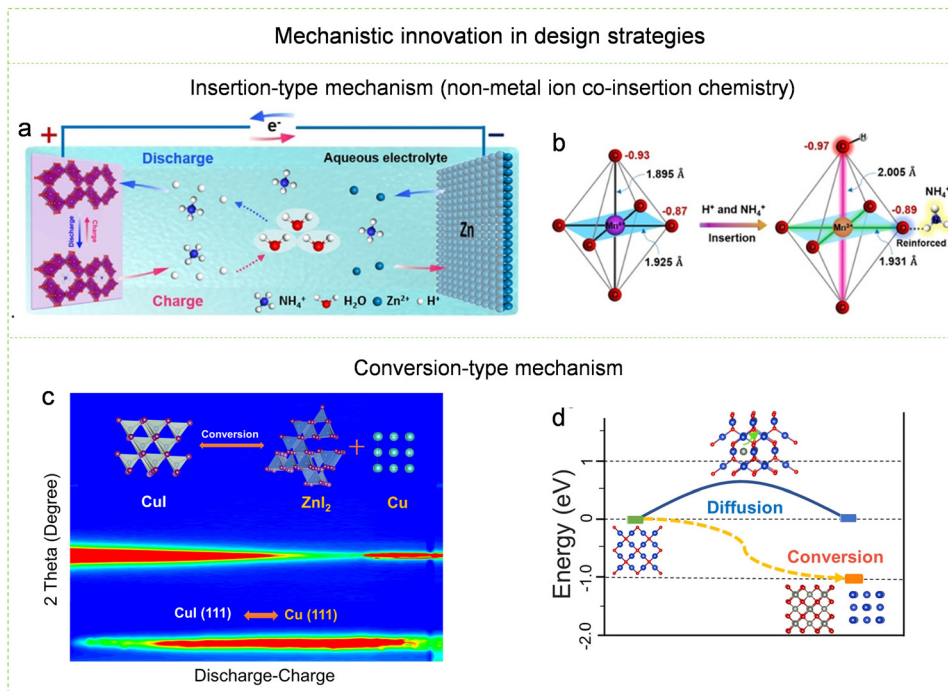 Mechanistic innovation in design strategies
Insertion-type mechanism (non-metal ion co-insertion chemistry)
a
+
e⁻
−
Discharge
Aqueous electrolyte
Discharge
Charge
Zn
Charge
NH₄⁺
H₂O
Zn²⁺
H⁺
b
-0.93
1.895 Å
-0.87
1.925 Å
H⁺ and NH₄⁺
Insertion
-0.97
H
2.005 Å
NH₄⁺
-0.89
Reinforced
1.931 Å
Conversion-type mechanism
c
Conversion
+
CuI
ZnI₂
Cu
CuI (111)
Cu (111)
2 Theta (Degree)
Discharge-Charge
d
Energy (eV)
1
0
-1.0
-2.0
Diffusion
Conversion